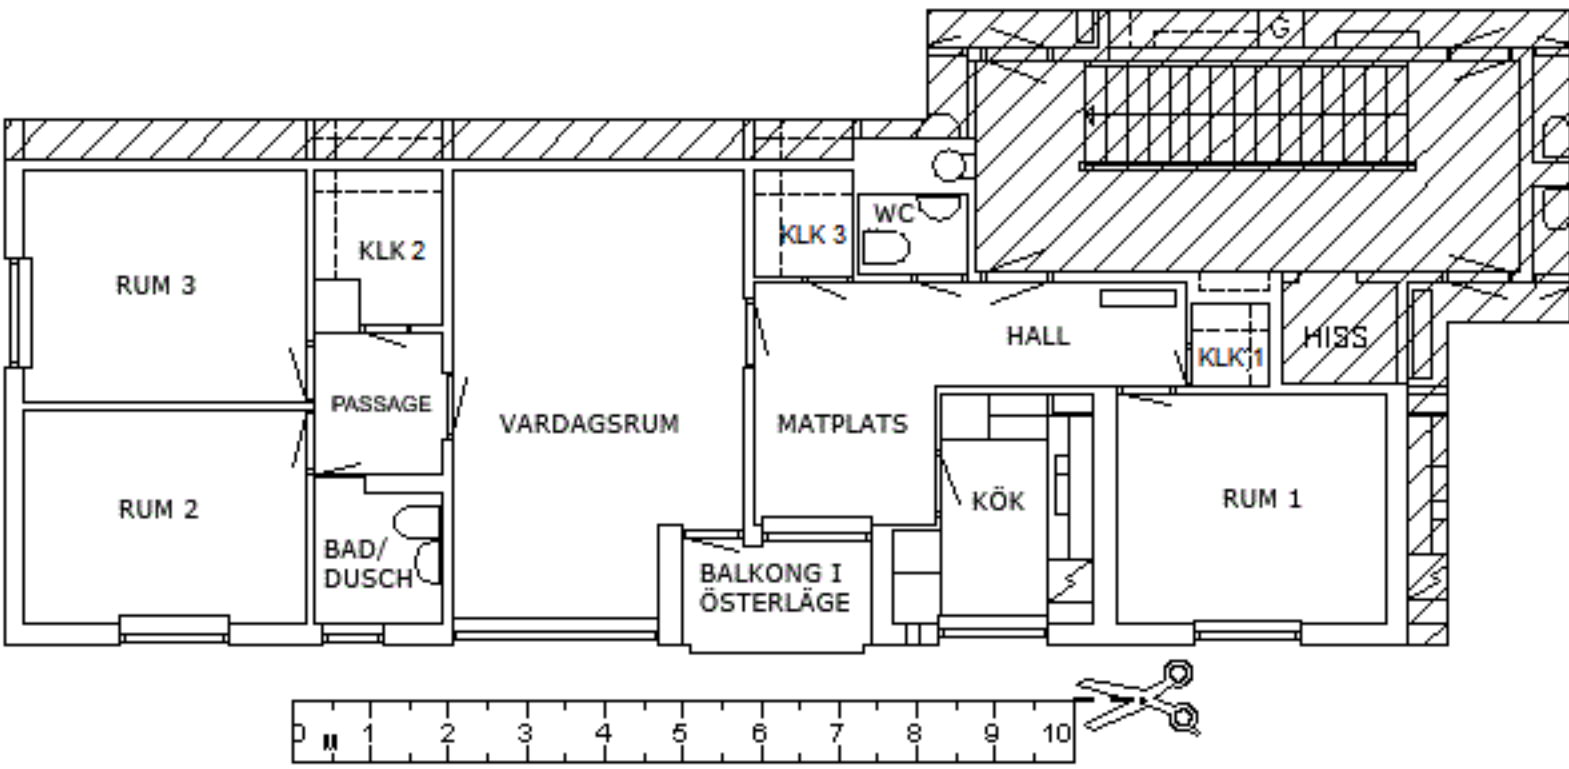 G
WC
KLK 2
KLK 3
RUM 3
HALL
HISS
KLK 1
PASSAGE
VARDAGSRUM
MATPLATS
RUM 2
KÖK
RUM 1
BAD/
DUSCH
BALKONG I
ÖSTERLÄGE
0 M 1 2 3 4 5 6 7 8 9 10